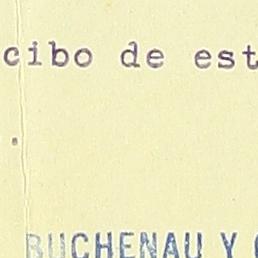 cibo de est
.
BUCHENAU Y